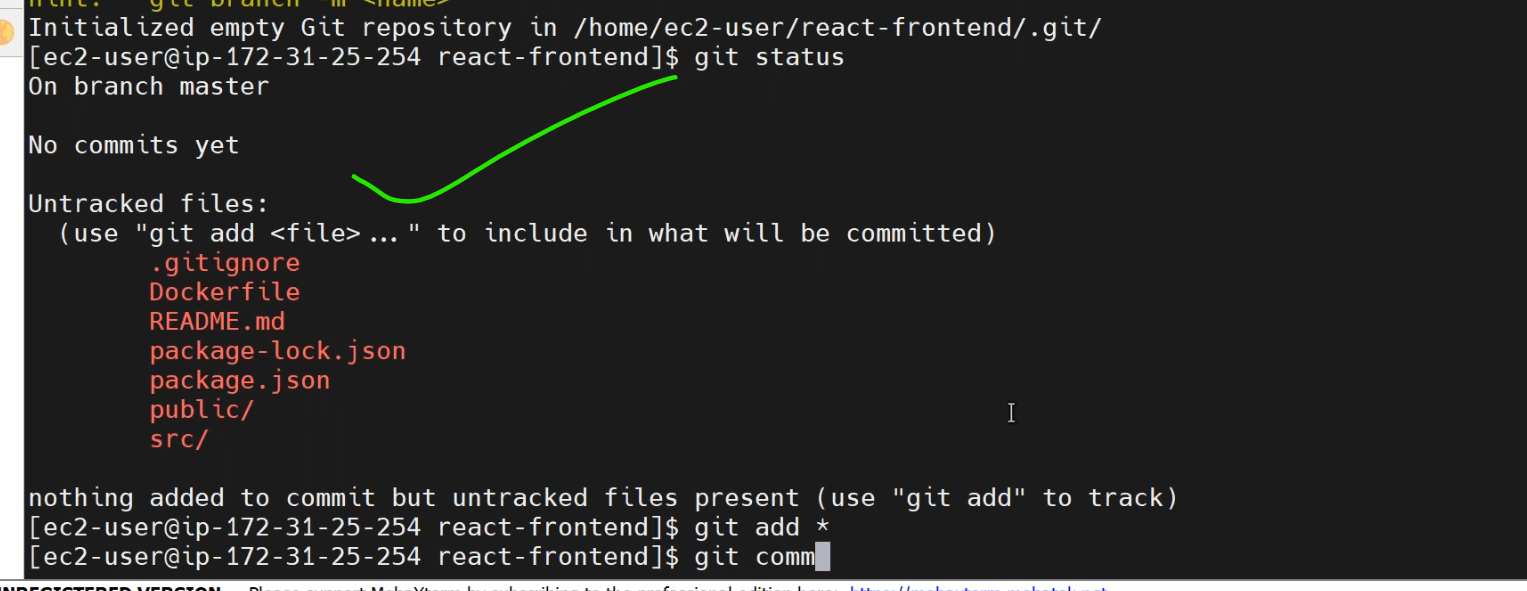 hint: git branch -m <name>
Initialized empty Git repository in /home/ec2-user/react-frontend/.git/
[ec2-user@ip-172-31-25-254 react-frontend]$ git status
On branch master
No commits yet
Untracked files:
(use "git add <file>..." to include in what will be committed)
.gitignore
Dockerfile
README.md
package-lock.json
package.json
public/
src/
nothing added to commit but untracked files present (use "git add" to track)
[ec2-user@ip-172-31-25-254 react-frontend]$ git add *
[ec2-user@ip-172-31-25-254 react-frontend]$ git comm
UNREGISTERED VERSION - Please support MobaXterm by subscribing to the professional edition here: https://mobaxterm.mobatek.net